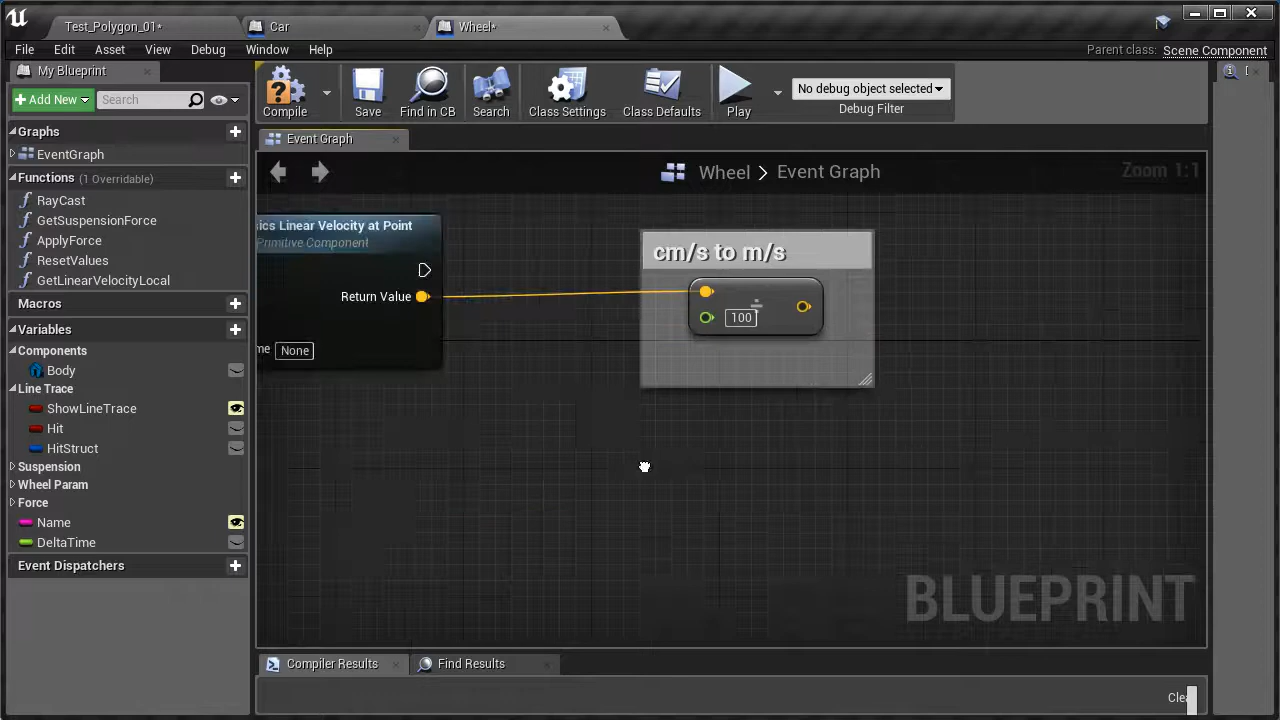 Test_Polygon_01*
Car
Wheel*
File Edit Asset View Debug Window Help
Parent class: Scene Component
My Blueprint
Add New
Search
Compile
Save
Find in CB
Search
Class Settings
Class Defaults
Play
No debug object selected
Debug Filter
Graphs
EventGraph
Functions (1 Overridable)
RayCast
GetSuspensionForce
ApplyForce
ResetValues
GetLinearVelocityLocal
Macros
Variables
Components
Body
Line Trace
ShowLineTrace
Hit
HitStruct
Suspension
Wheel Param
Force
Name
DeltaTime
Event Dispatchers
Event Graph
Wheel > Event Graph
Zoom 1:1
ics Linear Velocity at Point
Primitive Component
Return Value
me None
cm/s to m/s
÷
100
BLUEPRINT
Compiler Results
Find Results
Clea